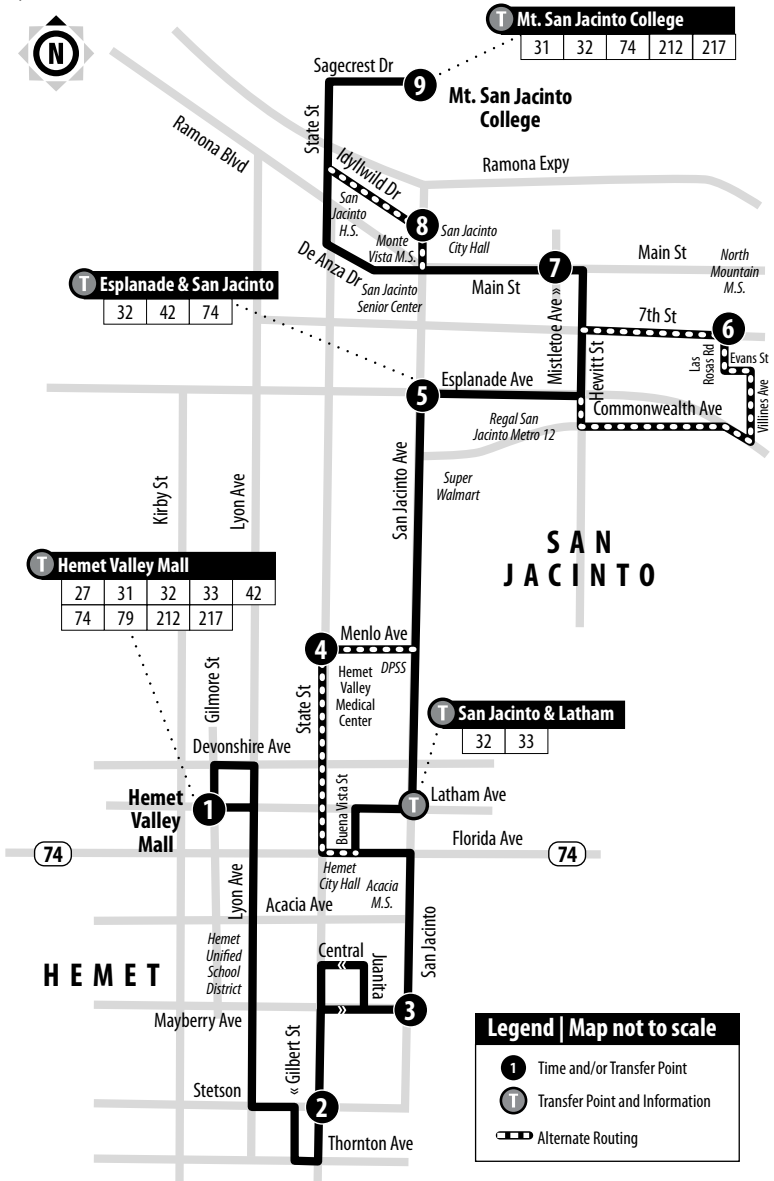 N
T Mt. San Jacinto College
31 32 74 212 217
Sagecrest Dr
9
Mt. San Jacinto
College
State St
Ramona Blvd
Idyllwild Dr
Ramona Expy
San
Jacinto
H.S.
8
Monte
Vista M.S.
San Jacinto
City Hall
De Anza Dr
San Jacinto
Senior Center
7
Main St
Main St
North
Mountain
M.S.
T Esplanade & San Jacinto
32 42 74
Mistletoe Ave »
7th St
6
Las
Rosas Rd
Evans St
Villines Ave
Hewitt St
5
Esplanade Ave
Commonwealth Ave
Regal San
Jacinto Metro 12
San Jacinto Ave
Super
Walmart
Kirby St
Lyon Ave
SAN
JACINTO
T Hemet Valley Mall
27 31 32 33 42
74 79 212 217
4
Menlo Ave
DPSS
Hemet
Valley
Medical
Center
Gilmore St
State St
T San Jacinto & Latham
32 33
Devonshire Ave
Hemet
Valley
Mall
1
Buena Vista St
T
Latham Ave
Florida Ave
74
74
Hemet
City Hall
Acacia
M.S.
Lyon Ave
Acacia Ave
San Jacinto
Hemet
Unified
School
District
HEMET
Central
«
Juanita
»
3
Mayberry Ave
« Gilbert St
Stetson
2
Thornton Ave
Legend | Map not to scale
1 Time and/or Transfer Point
T Transfer Point and Information
Alternate Routing